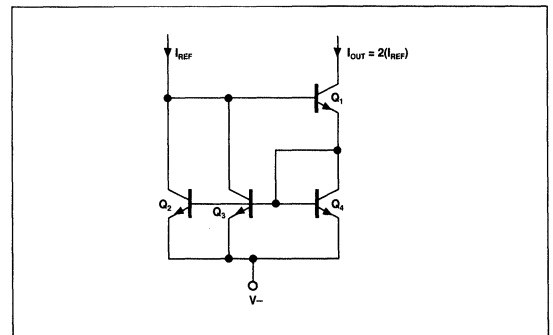 I_REF
I_OUT = 2(I_REF)
Q_1
Q_2
Q_3
Q_4
V–